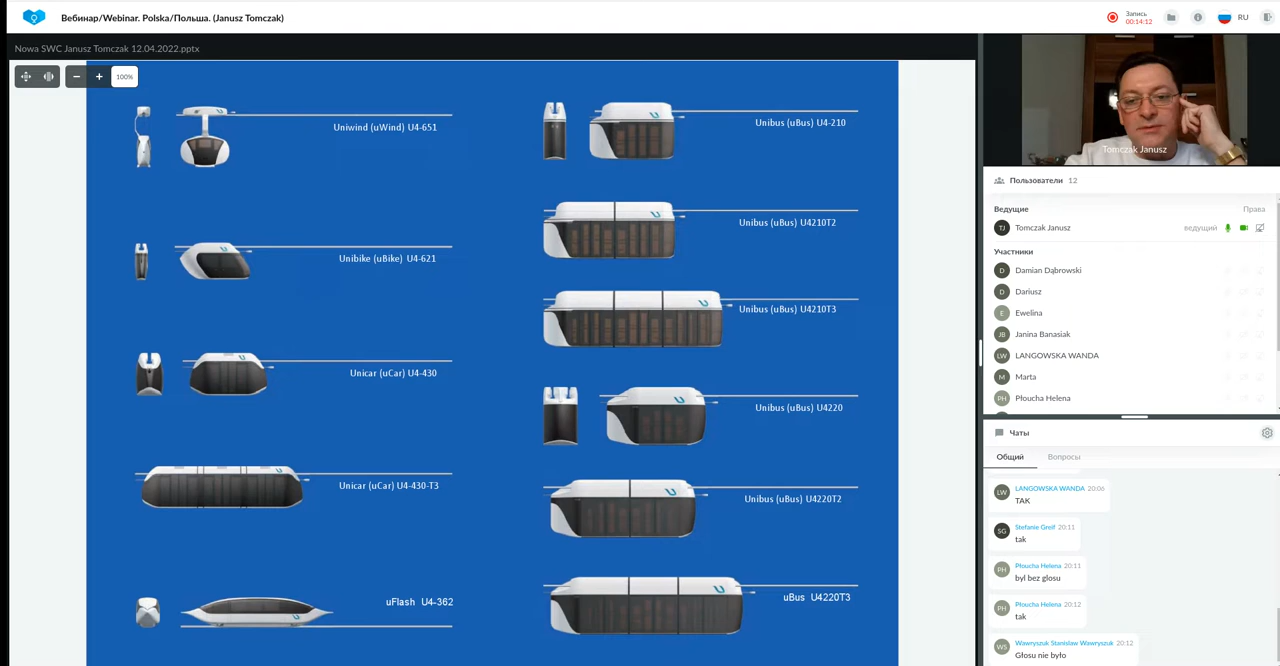 Вебинар/Webinar. Polska/Польша. (Janusz Tomczak)
Запись
00:14:12
RU
Nowa SWC Janusz Tomczak 12.04.2022.pptx
100%
Uniwind (uWind) U4-651
Unibike (uBike) U4-621
Unicar (uCar) U4-430
Unicar (uCar) U4-430-T3
uFlash U4-362
Unibus (uBus) U4-210
Unibus (uBus) U4210T2
Unibus (uBus) U4210T3
Unibus (uBus) U4220
Unibus (uBus) U4220T2
uBus U4220T3
Tomczak Janusz
Пользователи 12
Ведущие Права
TJ Tomczak Janusz ведущий
Участники
D Damian Dąbrowski
D Dariusz
E Ewelina
JB Janina Banasiak
LW LANGOWSKA WANDA
M Marta
PH Płoucha Helena
Чаты
Общий Вопросы
LW LANGOWSKA WANDA 20:06
TAK
SG Stefanie Greif 20:11
tak
PH Płoucha Helena 20:11
byl bez glosu
PH Płoucha Helena 20:12
tak
WS Wawryszuk Stanisław Wawryszuk 20:12
Głosu nie było